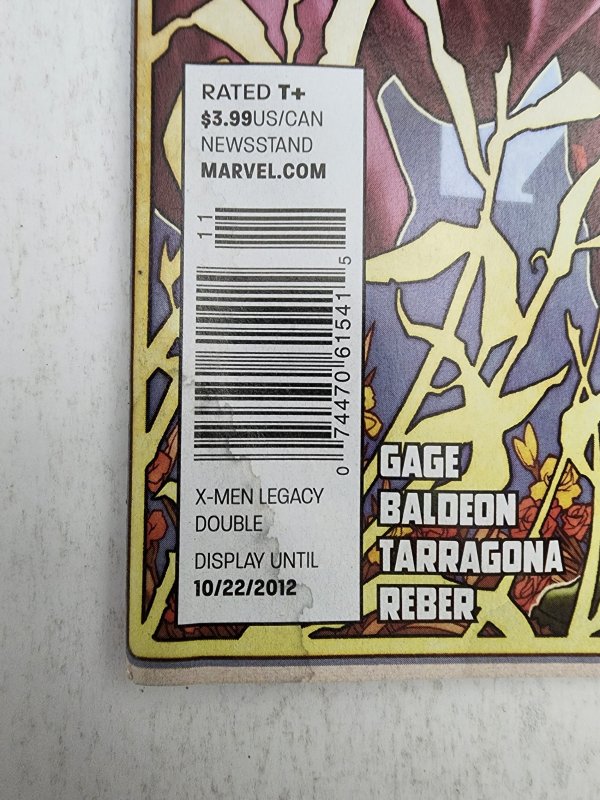 RATED T+
$3.99US/CAN
NEWSSTAND
MARVEL.COM
11
0 74470 61541 5
X-MEN LEGACY
DOUBLE
DISPLAY UNTIL
10/22/2012
GAGE
BALDEON
TARRAGONA
REBER